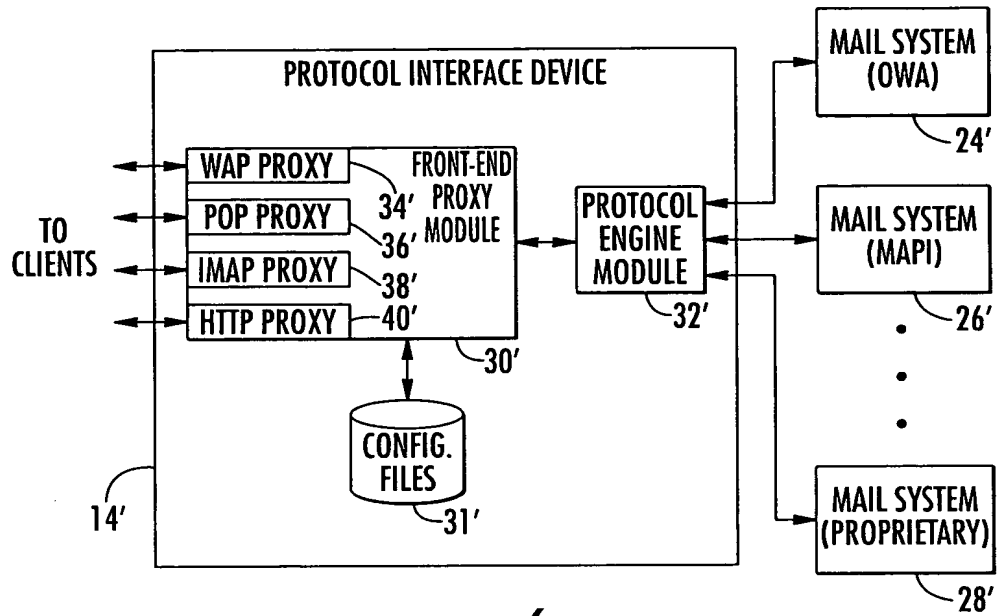 PROTOCOL INTERFACE DEVICE
TO
CLIENTS
WAP PROXY
34'
POP PROXY
36'
IMAP PROXY
38'
HTTP PROXY
40'
FRONT-END
PROXY
MODULE
30'
CONFIG.
FILES
31'
14'
PROTOCOL
ENGINE
MODULE
32'
MAIL SYSTEM
(OWA)
24'
MAIL SYSTEM
(MAPI)
26'
MAIL SYSTEM
(PROPRIETARY)
28'